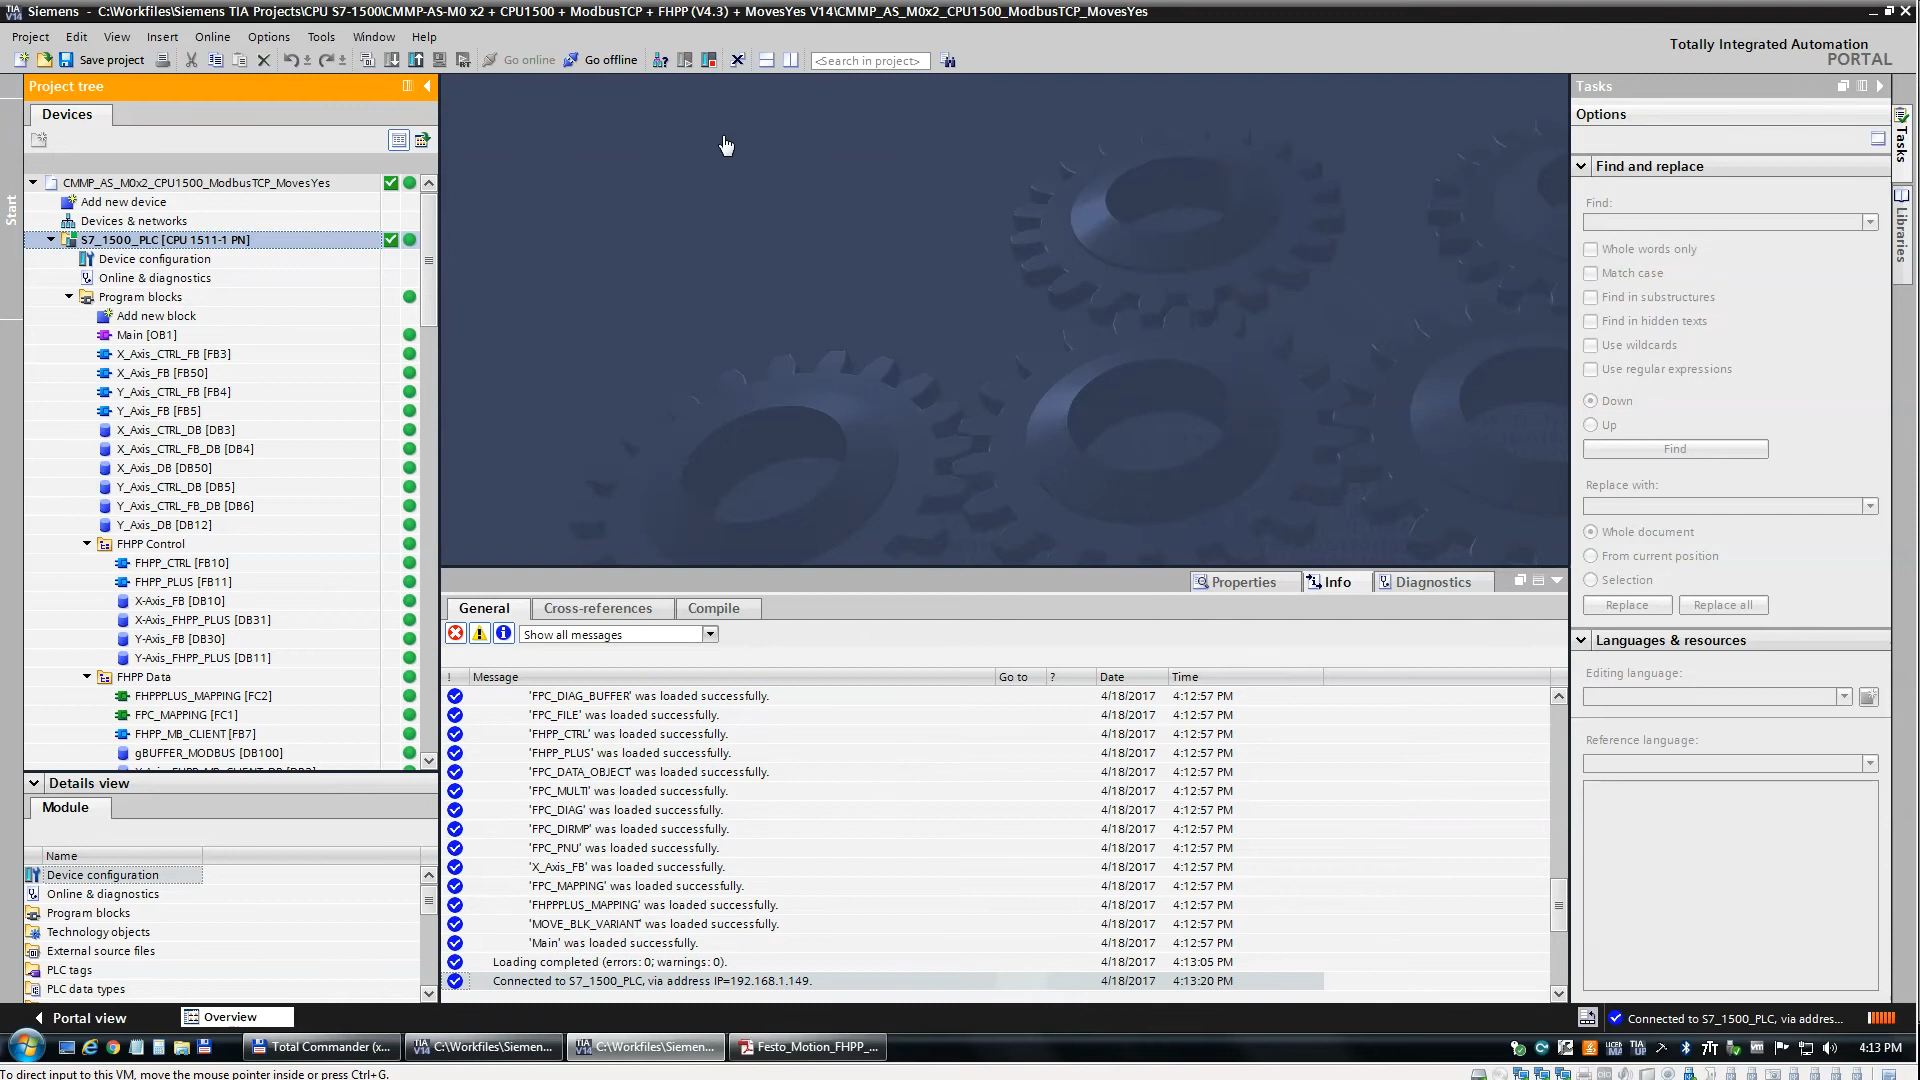 Siemens - C:\Workfiles\Siemens TIA Projects\CPU S7-1500\CMMP-AS-M0 x2 + CPU1500 + ModbusTCP + FHPP (V4.3) + MovesYes V14\CMMP_AS_M0x2_CPU1500_ModbusTCP_MovesYes
Project Edit View Insert Online Options Tools Window Help
Totally Integrated Automation
PORTAL
Save project
Go online
Go offline
<Search in project>
Project tree
Devices
Start
CMMP_AS_M0x2_CPU1500_ModbusTCP_MovesYes
Add new device
Devices & networks
S7_1500_PLC [CPU 1511-1 PN]
Device configuration
Online & diagnostics
Program blocks
Add new block
Main [OB1]
X_Axis_CTRL_FB [FB3]
X_Axis_FB [FB50]
Y_Axis_CTRL_FB [FB4]
Y_Axis_FB [FB5]
X_Axis_CTRL_DB [DB3]
X_Axis_CTRL_FB_DB [DB4]
X_Axis_DB [DB50]
Y_Axis_CTRL_DB [DB5]
Y_Axis_CTRL_FB_DB [DB6]
Y_Axis_DB [DB12]
FHPP Control
FHPP_CTRL [FB10]
FHPP_PLUS [FB11]
X-Axis_FB [DB10]
X-Axis_FHPP_PLUS [DB31]
Y-Axis_FB [DB30]
Y-Axis_FHPP_PLUS [DB11]
FHPP Data
FHPPPLUS_MAPPING [FC2]
FPC_MAPPING [FC1]
FHPP_MB_CLIENT [FB7]
gBUFFER_MODBUS [DB100]
Details view
Module
Name
Device configuration
Online & diagnostics
Program blocks
Technology objects
External source files
PLC tags
PLC data types
Properties
Info
Diagnostics
General
Cross-references
Compile
Show all messages
! Message Go to ? Date Time
'FPC_DIAG_BUFFER' was loaded successfully. 4/18/2017 4:12:57 PM
'FPC_FILE' was loaded successfully. 4/18/2017 4:12:57 PM
'FHPP_CTRL' was loaded successfully. 4/18/2017 4:12:57 PM
'FHPP_PLUS' was loaded successfully. 4/18/2017 4:12:57 PM
'FPC_DATA_OBJECT' was loaded successfully. 4/18/2017 4:12:57 PM
'FPC_MULTI' was loaded successfully. 4/18/2017 4:12:57 PM
'FPC_DIAG' was loaded successfully. 4/18/2017 4:12:57 PM
'FPC_DIRMP' was loaded successfully. 4/18/2017 4:12:57 PM
'FPC_PNU' was loaded successfully. 4/18/2017 4:12:57 PM
'X_Axis_FB' was loaded successfully. 4/18/2017 4:12:57 PM
'FPC_MAPPING' was loaded successfully. 4/18/2017 4:12:57 PM
'FHPPPLUS_MAPPING' was loaded successfully. 4/18/2017 4:12:57 PM
'MOVE_BLK_VARIANT' was loaded successfully. 4/18/2017 4:12:57 PM
'Main' was loaded successfully. 4/18/2017 4:12:57 PM
Loading completed (errors: 0; warnings: 0). 4/18/2017 4:13:05 PM
Connected to S7_1500_PLC, via address IP=192.168.1.149. 4/18/2017 4:13:20 PM
Tasks
Options
Find and replace
Find:
Whole words only
Match case
Find in substructures
Find in hidden texts
Use wildcards
Use regular expressions
Down
Up
Find
Replace with:
Whole document
From current position
Selection
Replace
Replace all
Languages & resources
Editing language:
Reference language:
Tasks
Libraries
Portal view
Overview
Connected to S7_1500_PLC, via addres...
Total Commander (x...
C:\Workfiles\Siemen...
C:\Workfiles\Siemen...
Festo_Motion_FHPP_...
4:13 PM
To direct input to this VM, move the mouse pointer inside or press Ctrl+G.